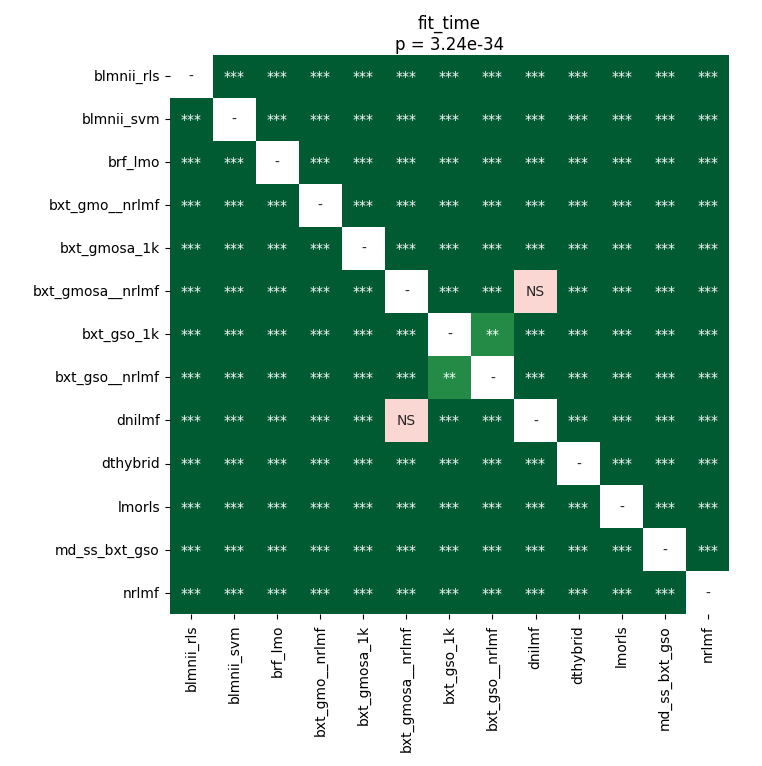 fit_time
p = 3.24e-34
blmnii_rls - *** *** *** *** *** *** *** *** *** *** *** ***
blmnii_svm *** - *** *** *** *** *** *** *** *** *** *** ***
brf_lmo *** *** - *** *** *** *** *** *** *** *** *** ***
bxt_gmo__nrlmf *** *** *** - *** *** *** *** *** *** *** *** ***
bxt_gmosa_1k *** *** *** *** - *** *** *** *** *** *** *** ***
bxt_gmosa__nrlmf *** *** *** *** *** - *** *** NS *** *** *** ***
bxt_gso_1k *** *** *** *** *** *** - ** *** *** *** *** ***
bxt_gso__nrlmf *** *** *** *** *** *** ** - *** *** *** *** ***
dnilmf *** *** *** *** *** NS *** *** - *** *** *** ***
dthybrid *** *** *** *** *** *** *** *** *** - *** *** ***
lmorls *** *** *** *** *** *** *** *** *** *** - *** ***
md_ss_bxt_gso *** *** *** *** *** *** *** *** *** *** *** - ***
nrlmf *** *** *** *** *** *** *** *** *** *** *** *** -
blmnii_rls
blmnii_svm
brf_lmo
bxt_gmo__nrlmf
bxt_gmosa_1k
bxt_gmosa__nrlmf
bxt_gso_1k
bxt_gso__nrlmf
dnilmf
dthybrid
lmorls
md_ss_bxt_gso
nrlmf